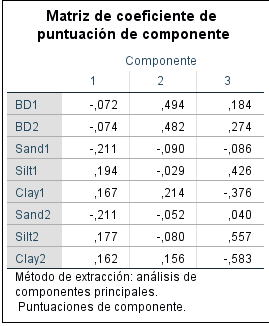 Matriz de coeficiente de
puntuación de componente
Componente
1 2 3
BD1 -,072 ,494 ,184
BD2 -,074 ,482 ,274
Sand1 -,211 -,090 -,086
Silt1 ,194 -,029 ,426
Clay1 ,167 ,214 -,376
Sand2 -,211 -,052 ,040
Silt2 ,177 -,080 ,557
Clay2 ,162 ,156 -,583
Método de extracción: análisis de
componentes principales.
Puntuaciones de componente.